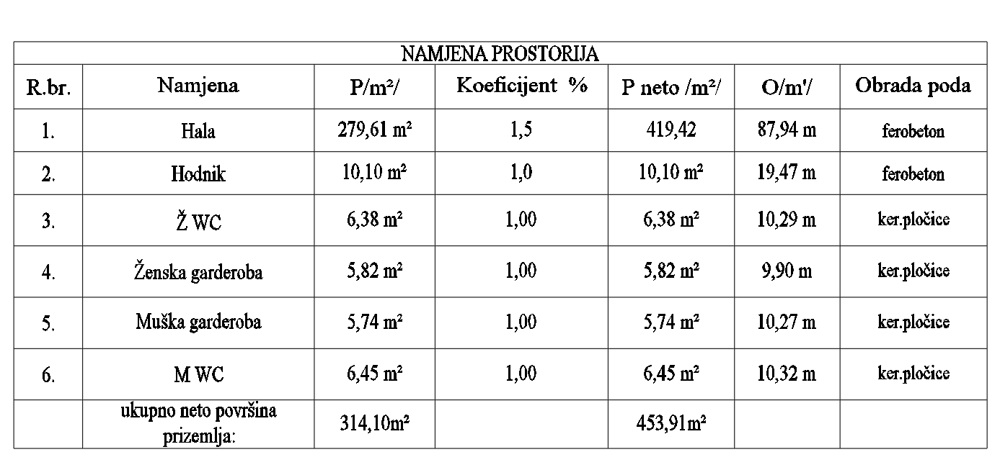 NAMJENA PROSTORIJA
R.br. Namjena P/m²/ Koeficijent % P neto /m²/ O/m'/ Obrada poda
1. Hala 279,61 m² 1,5 419,42 87,94 m ferobeton
2. Hodnik 10,10 m² 1,0 10,10 m² 19,47 m ferobeton
3. Ž WC 6,38 m² 1,00 6,38 m² 10,29 m ker.pločice
4. Ženska garderoba 5,82 m² 1,00 5,82 m² 9,90 m ker.pločice
5. Muška garderoba 5,74 m² 1,00 5,74 m² 10,27 m ker.pločice
6. M WC 6,45 m² 1,00 6,45 m² 10,32 m ker.pločice
ukupno neto površina
prizemlja: 314,10m² 453,91m²